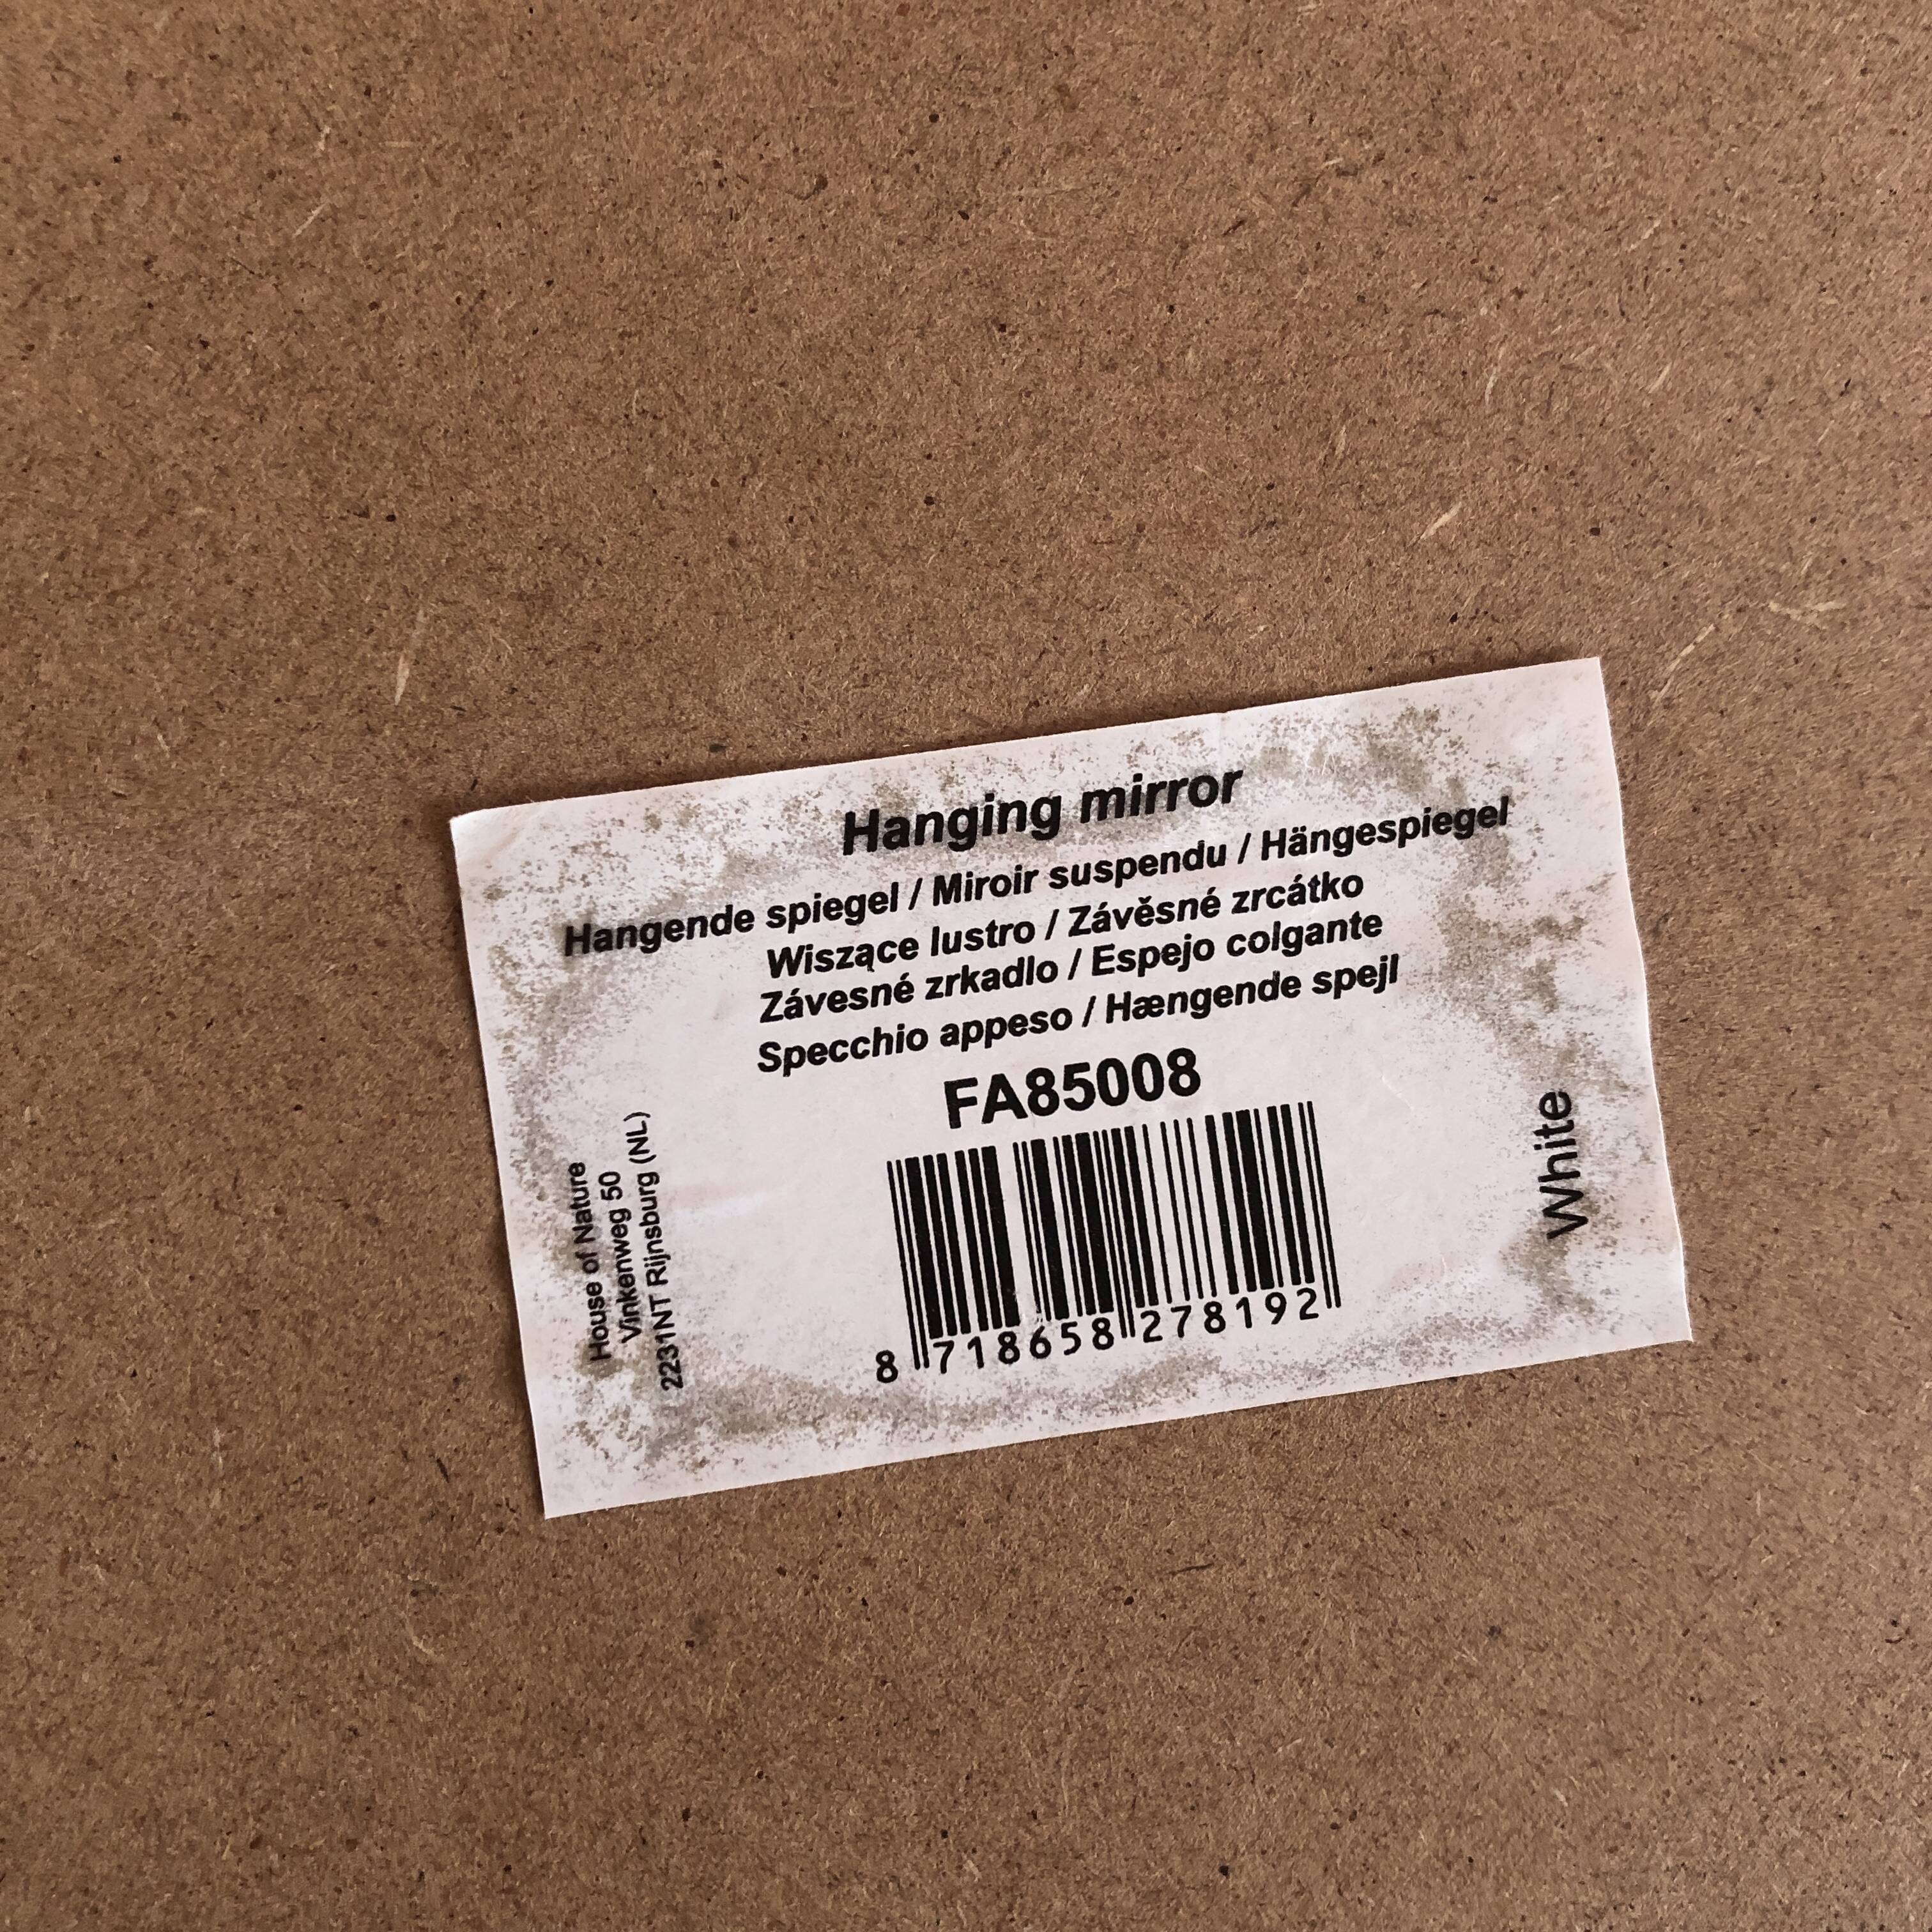 Hanging mirror
Hangende spiegel / Miroir suspendu / Hängespiegel
Wiszące lustro / Závěsné zrcátko
Závesné zrkadlo / Espejo colgante
Specchio appeso / Hængende spejl
FA85008
8 718658 278192
House of Nature
Vinkenweg 50
2231NT Rijnsburg (NL)
White